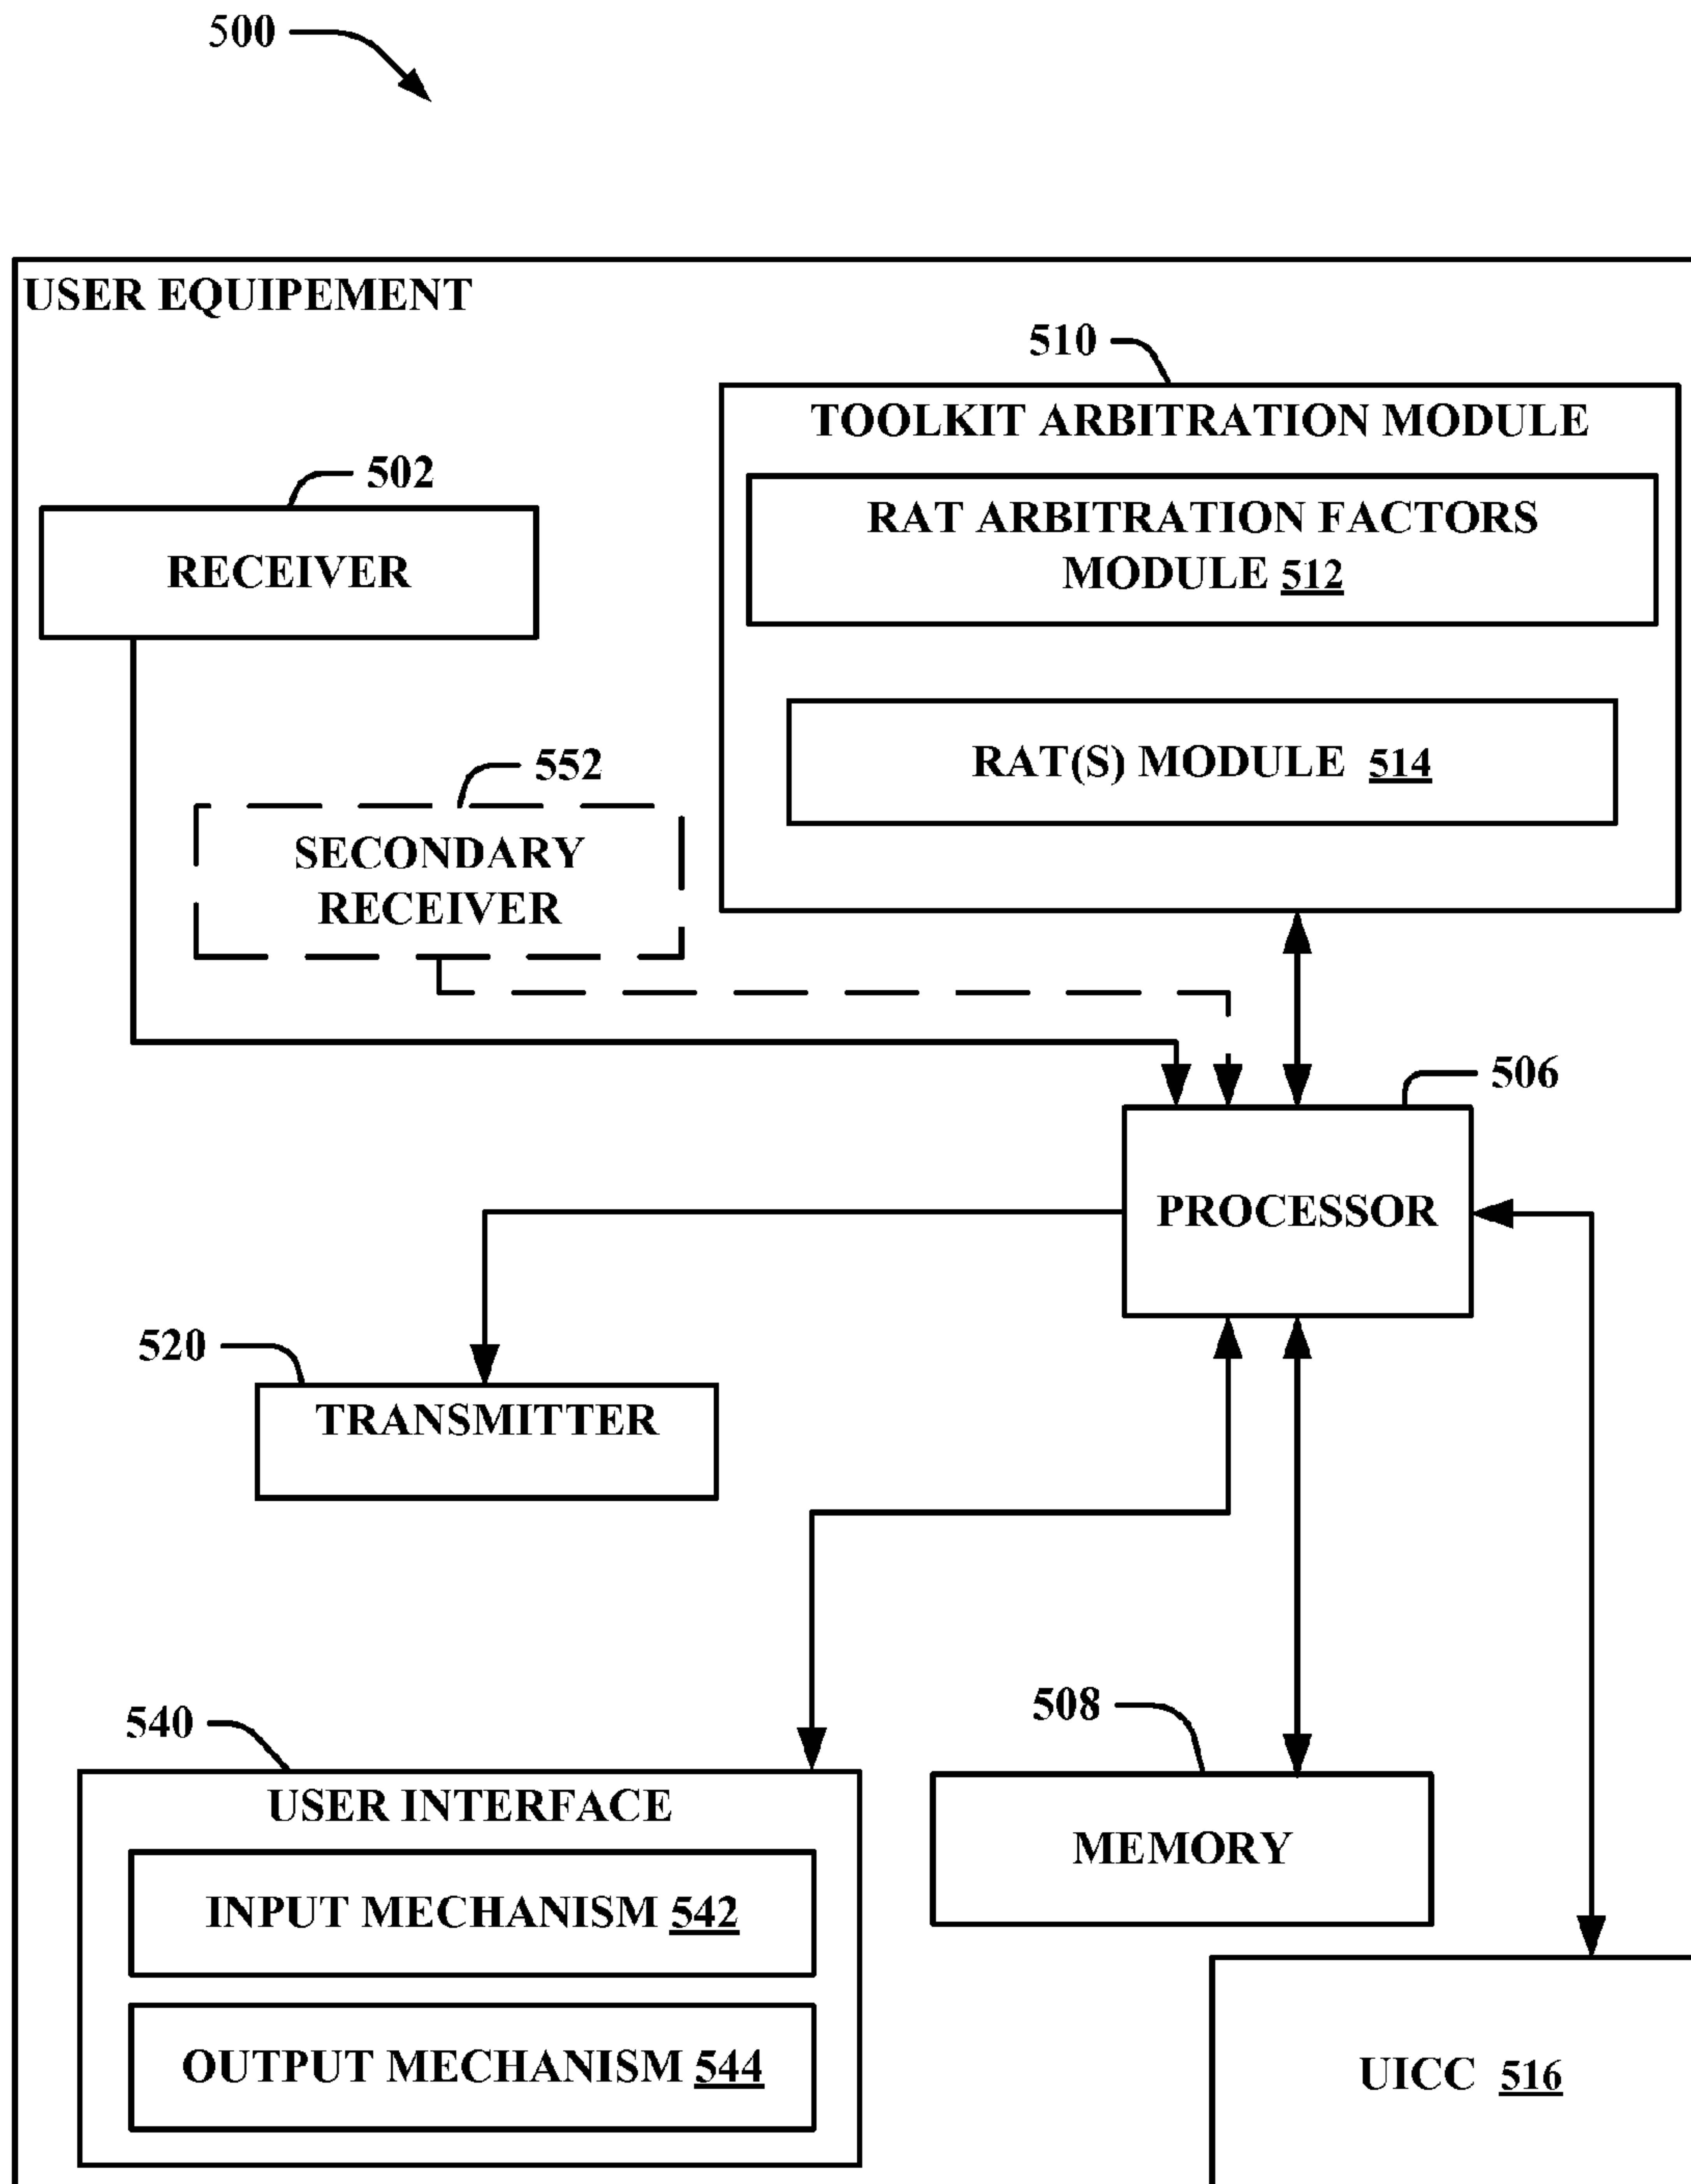 500
USER EQUIPEMENT
510
TOOLKIT ARBITRATION MODULE
RAT ARBITRATION FACTORS
MODULE 512
502
RECEIVER
RAT(S) MODULE 514
552
SECONDARY
RECEIVER
506
PROCESSOR
520
TRANSMITTER
540
USER INTERFACE
INPUT MECHANISM 542
OUTPUT MECHANISM 544
508
MEMORY
UICC 516